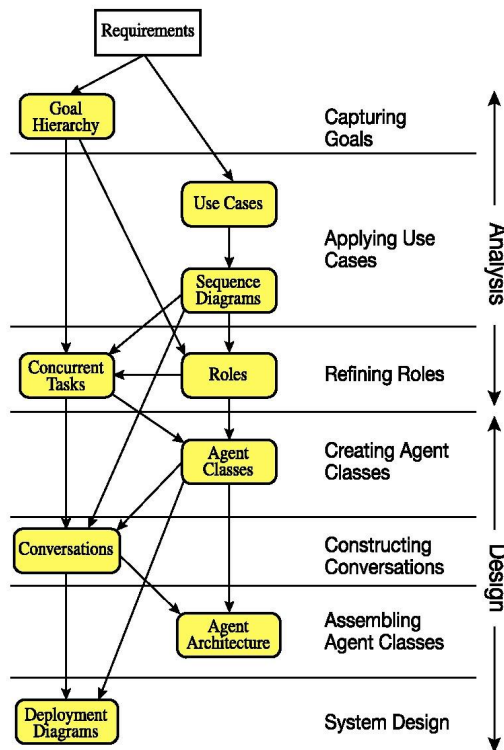 Requirements
Goal
Hierarchy
Capturing
Goals
Use Cases
Applying Use
Cases
Analysis
Sequence
Diagrams
Concurrent
Tasks
Roles
Refining Roles
Agent
Classes
Creating Agent
Classes
Conversations
Constructing
Conversations
Design
Agent
Architecture
Assembling
Agent Classes
Deployment
Diagrams
System Design